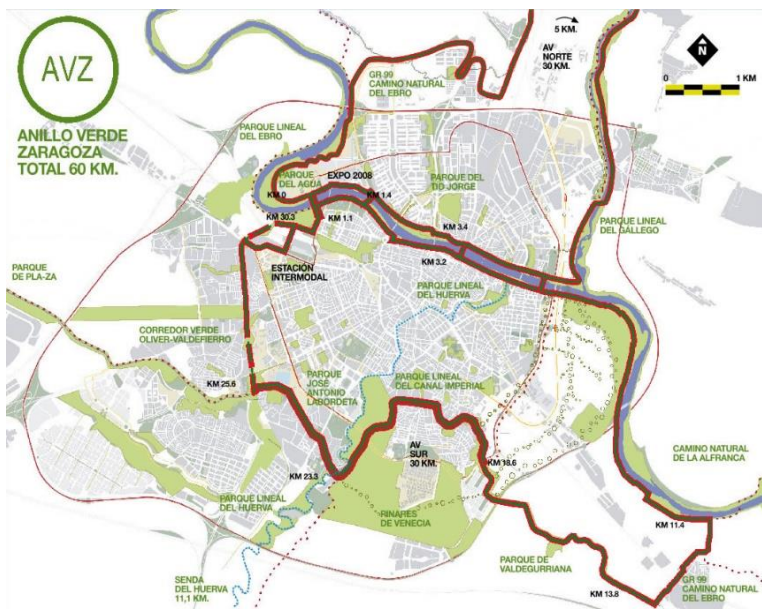 AVZ
ANILLO VERDE
ZARAGOZA
TOTAL 60 KM.
5 KM.
AV
NORTE
30 KM.
N
0 1 KM
GR 99
CAMINO NATURAL
DEL EBRO
PARQUE LINEAL
DEL EBRO
PARQUE
DEL AGUA
EXPO 2008
PARQUE DEL
TIO JORGE
KM.0
KM 1.4
KM 30.3
KM 1.1
KM 3.4
PARQUE LINEAL
DEL GÁLLEGO
KM 3.2
ESTACIÓN
INTERMODAL
PARQUE
DE PLA-ZA
PARQUE LINEAL
DEL HUERVA
CORREDOR VERDE
OLIVER-VALDEFIERRO
PARQUE
JOSÉ
ANTONIO
LABORDETA
PARQUE LINEAL
DEL CANAL IMPERIAL
KM 25.6
AV
SUR
30 KM.
CAMINO NATURAL
DE LA ALFRANCA
KM 18.6
KM 23.3
PARQUE LINEAL
DEL HUERVA
PINARES
DE VENECIA
KM 11.4
PARQUE DE
VALDEGURRIANA
SENDA
DEL HUERVA
11,1 KM.
KM 13.8
GR 99
CAMINO NATURAL
DEL EBRO